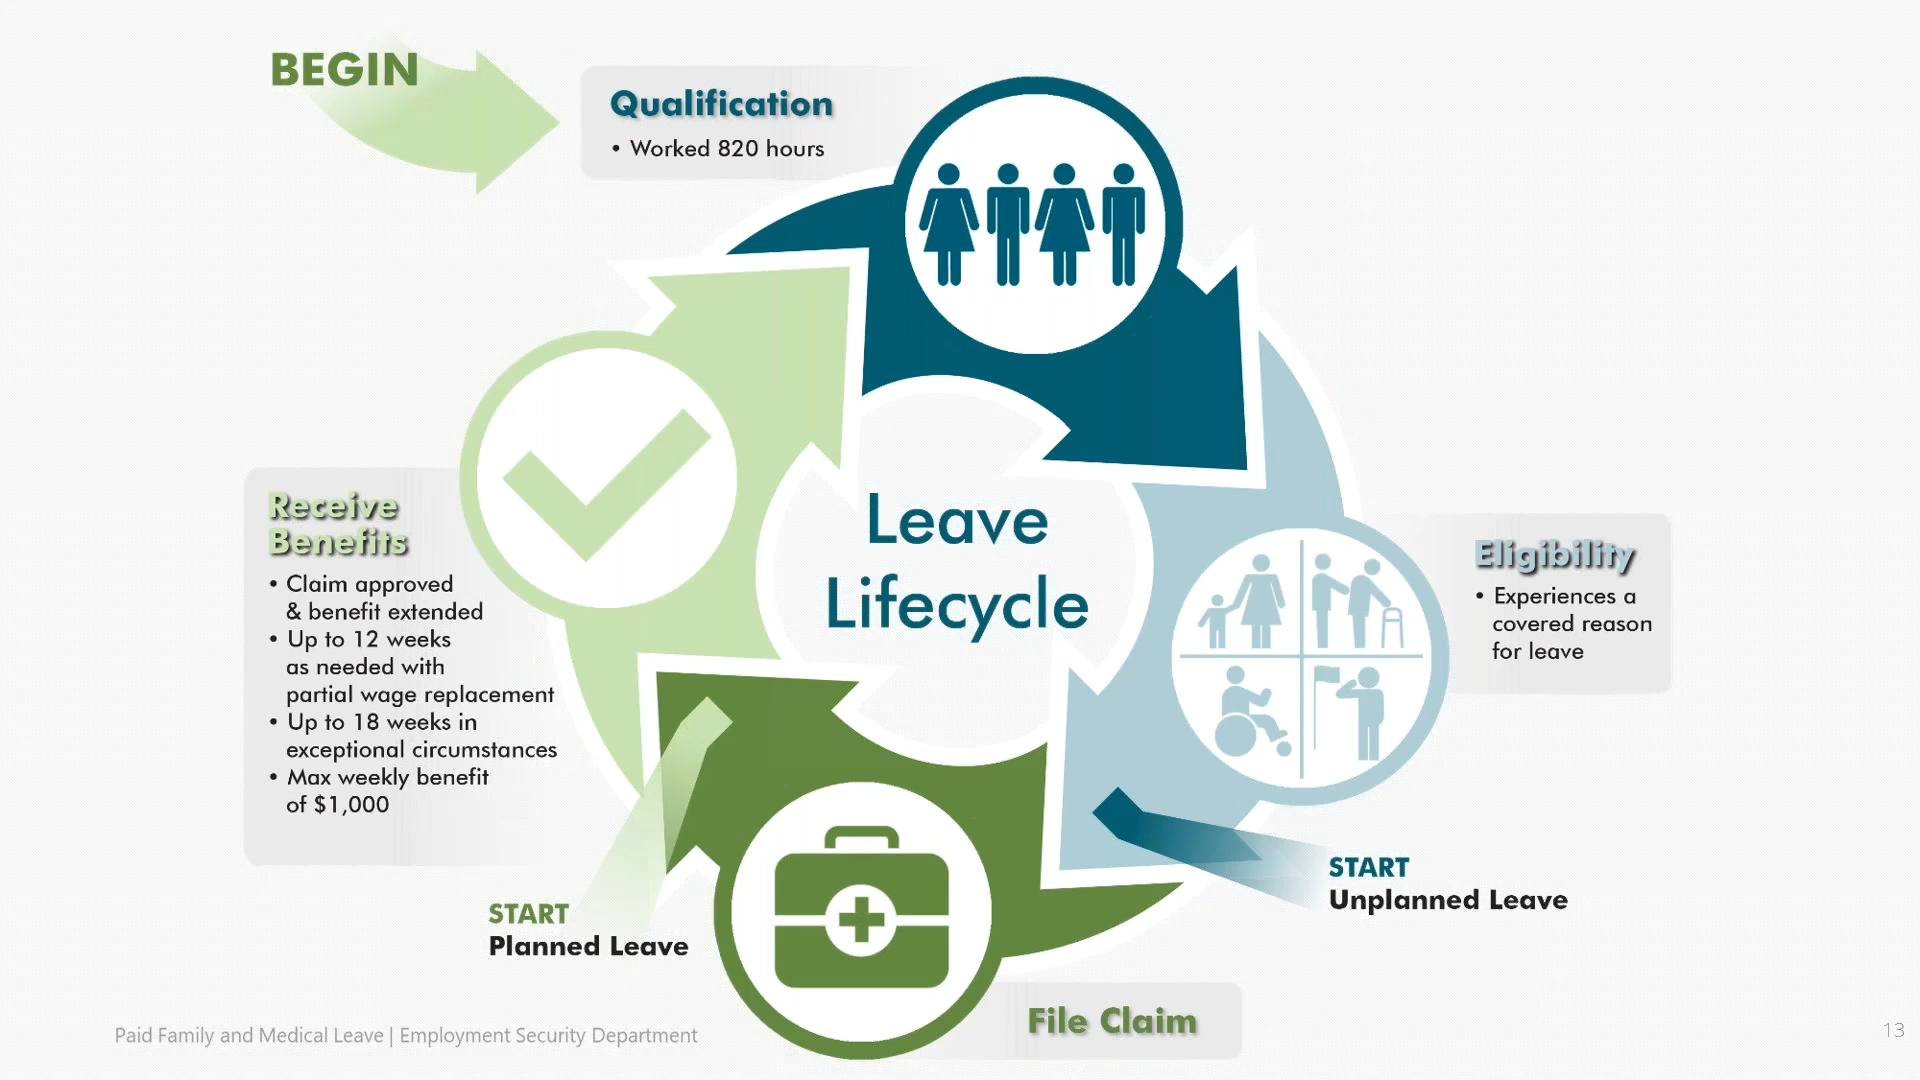 BEGIN
Qualification
• Worked 820 hours
Leave
Lifecycle
Eligibility
• Experiences a
covered reason
for leave
Receive
Benefits
• Claim approved
& benefit extended
• Up to 12 weeks
as needed with
partial wage replacement
• Up to 18 weeks in
exceptional circumstances
• Max weekly benefit
of $1,000
START
Unplanned Leave
START
Planned Leave
File Claim
Paid Family and Medical Leave | Employment Security Department
13